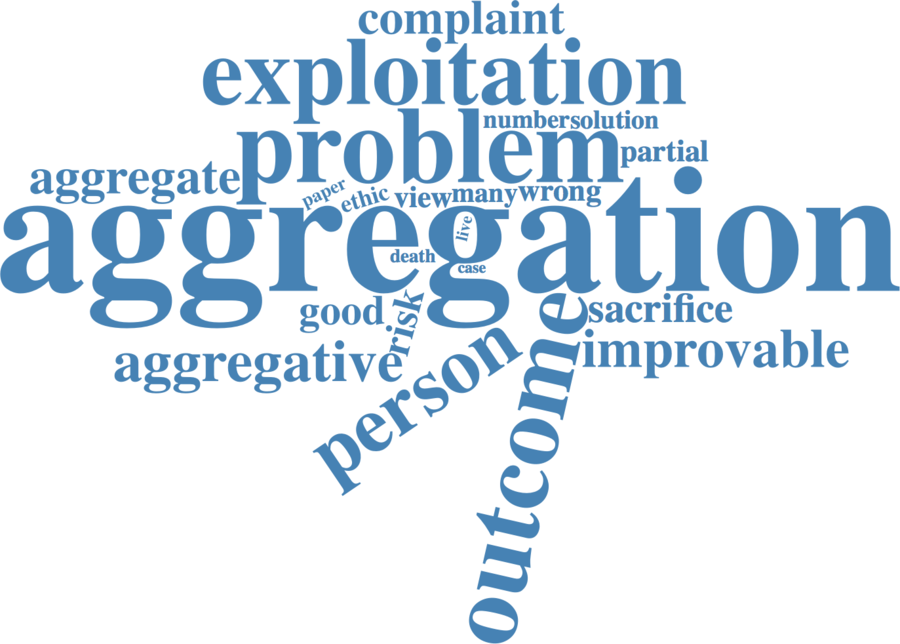 complaint
exploitation
problem
numbersolution
partial
aggregate
paper
ethic
view
many
wrong
aggregation
live
death
case
good
risk
sacrifice
aggregative
person
outcome
improvable